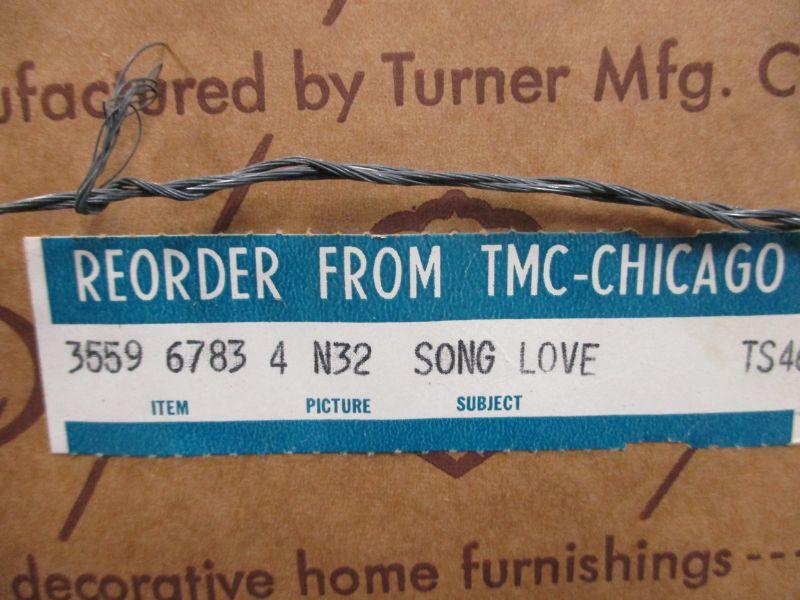 ufactured by Turner Mfg. C
REORDER FROM TMC-CHICAGO
3559 6783 4 N32 SONG LOVE TS46
ITEM PICTURE SUBJECT
decorative home furnishings ---